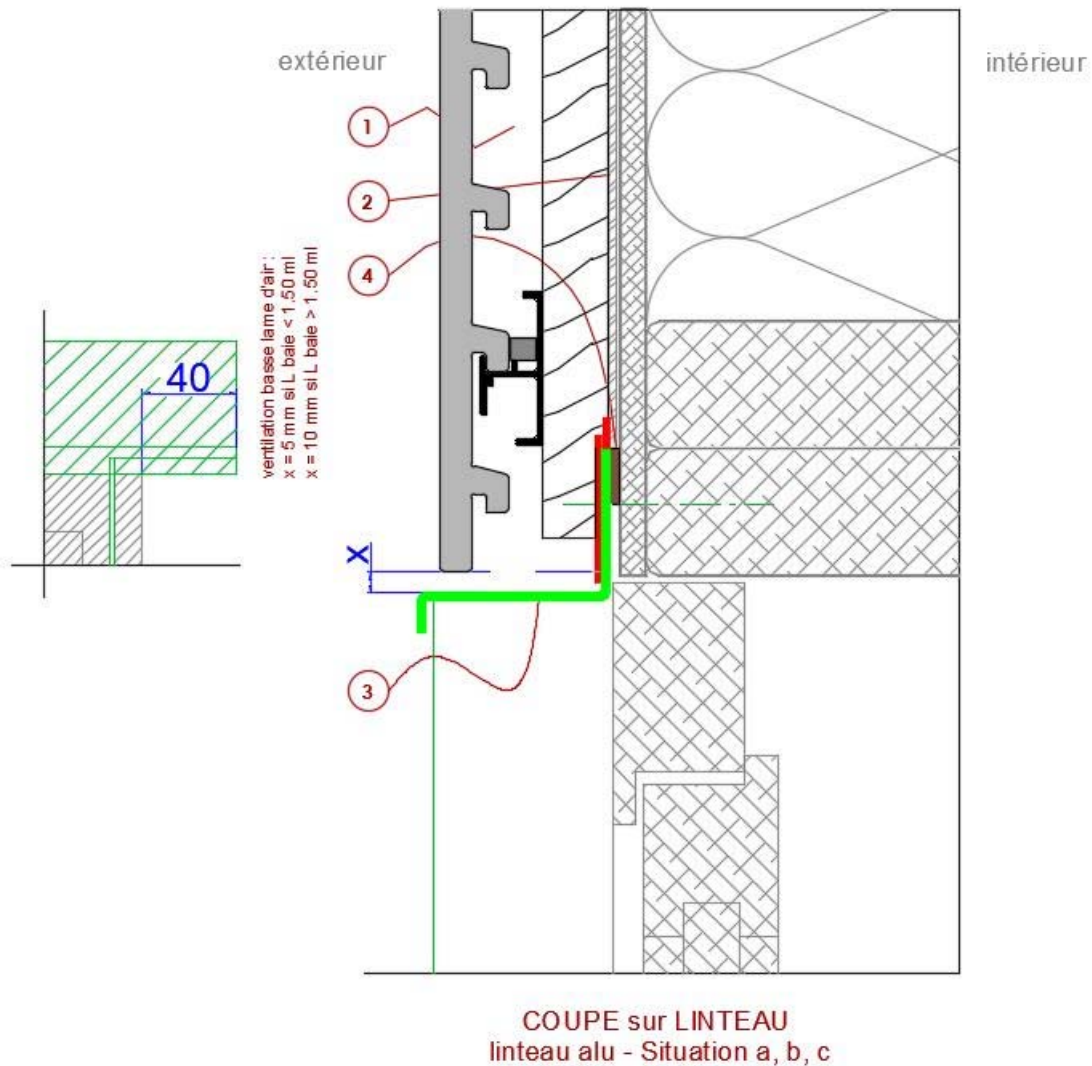 extérieur
intérieur
1
2
4
ventilation basse lame d'air :
x = 5 mm si L baie < 1.50 ml
x = 10 mm si L baie > 1.50 ml
40
X
3
COUPE sur LINTEAU
linteau alu - Situation a, b, c